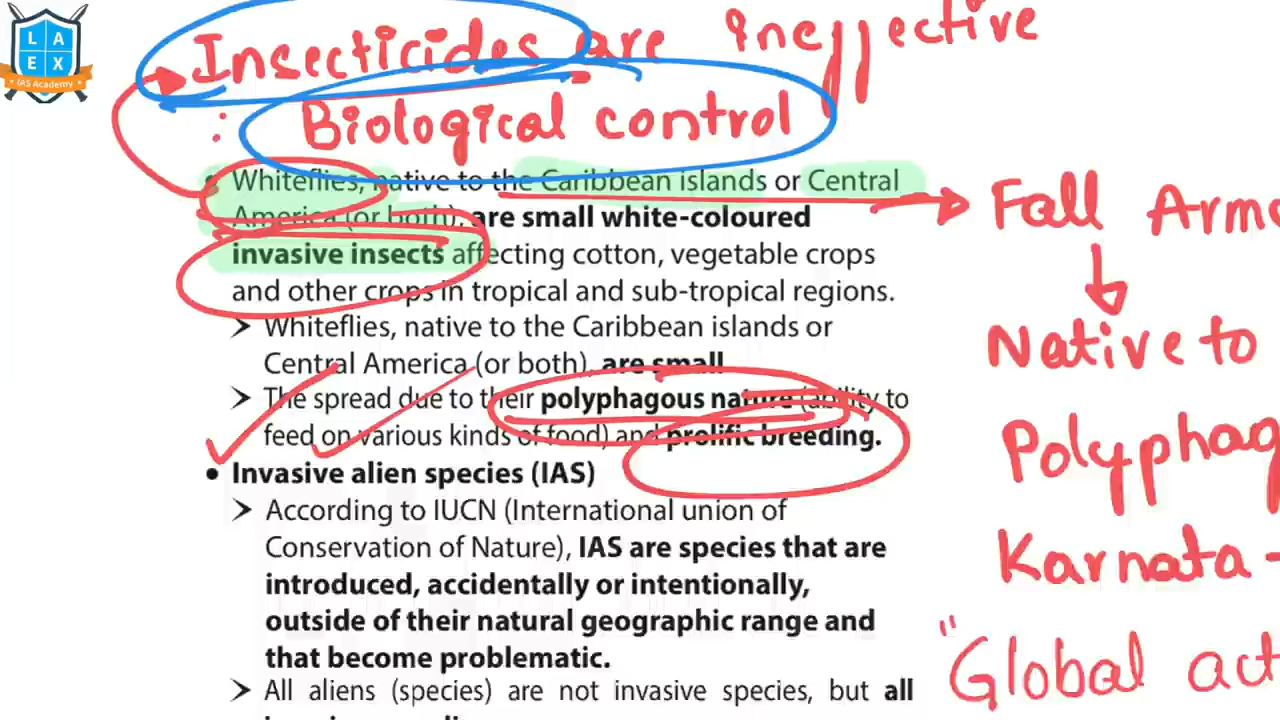 LA
EX
IAS Academy
Insecticides are ineffective
: Biological control
• Whiteflies, native to the Caribbean islands or Central
America (or both), are small white-coloured
invasive insects affecting cotton, vegetable crops
and other crops in tropical and sub-tropical regions.
➤ Whiteflies, native to the Caribbean islands or
Central America (or both), are small
➤ The spread due to their polyphagous nature (ability to
feed on various kinds of food) and prolific breeding.
• Invasive alien species (IAS)
➤ According to IUCN (International union of
Conservation of Nature), IAS are species that are
introduced, accidentally or intentionally,
outside of their natural geographic range and
that become problematic.
➤ All aliens (species) are not invasive species, but all
Fall Arm
Native to
Polyphag
Karnata -
"Global act